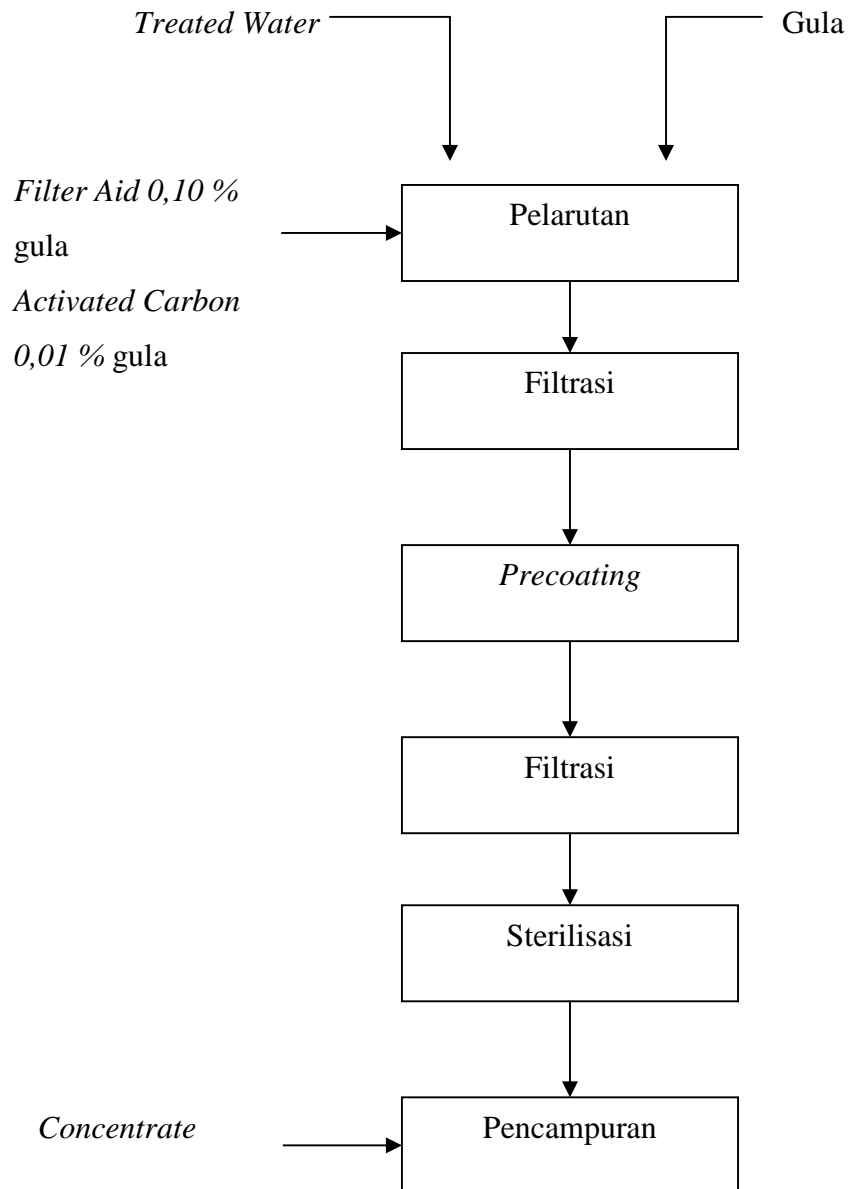 Treated Water
Gula
Filter Aid 0,10 %
gula
Activated Carbon
0,01 % gula
Pelarutan
Filtrasi
Precoating
Filtrasi
Sterilisasi
Concentrate
Pencampuran